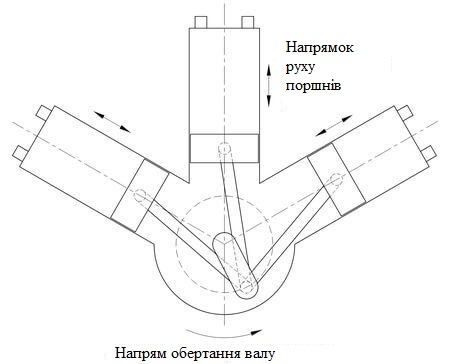 Напрямок
руху
поршнів
Напрям обертання валу